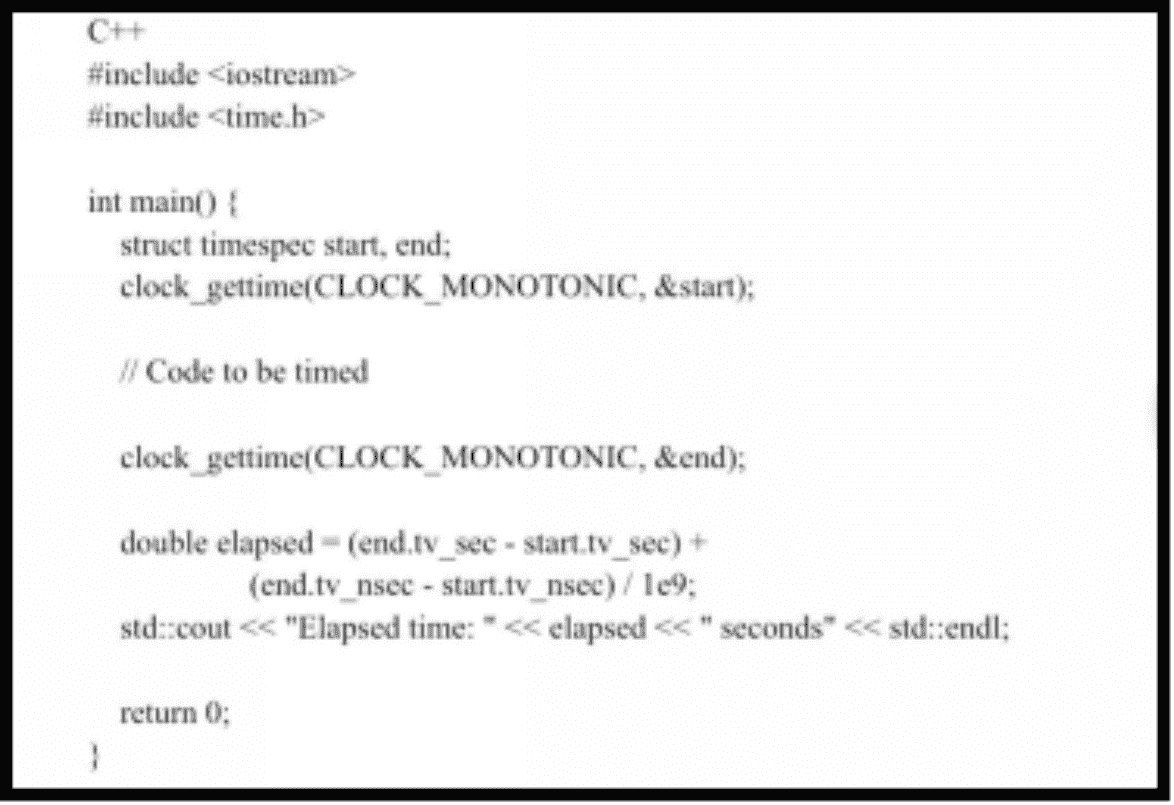 C++
#include <iostream>
#include <time.h>
int main() {
struct timespec start, end;
clock_gettime(CLOCK_MONOTONIC, &start);
// Code to be timed
clock_gettime(CLOCK_MONOTONIC, &end);
double elapsed = (end.tv_sec - start.tv_sec) +
(end.tv_nsec - start.tv_nsec) / 1e9;
std::cout << "Elapsed time: " << elapsed << " seconds" << std::endl;
return 0;
}